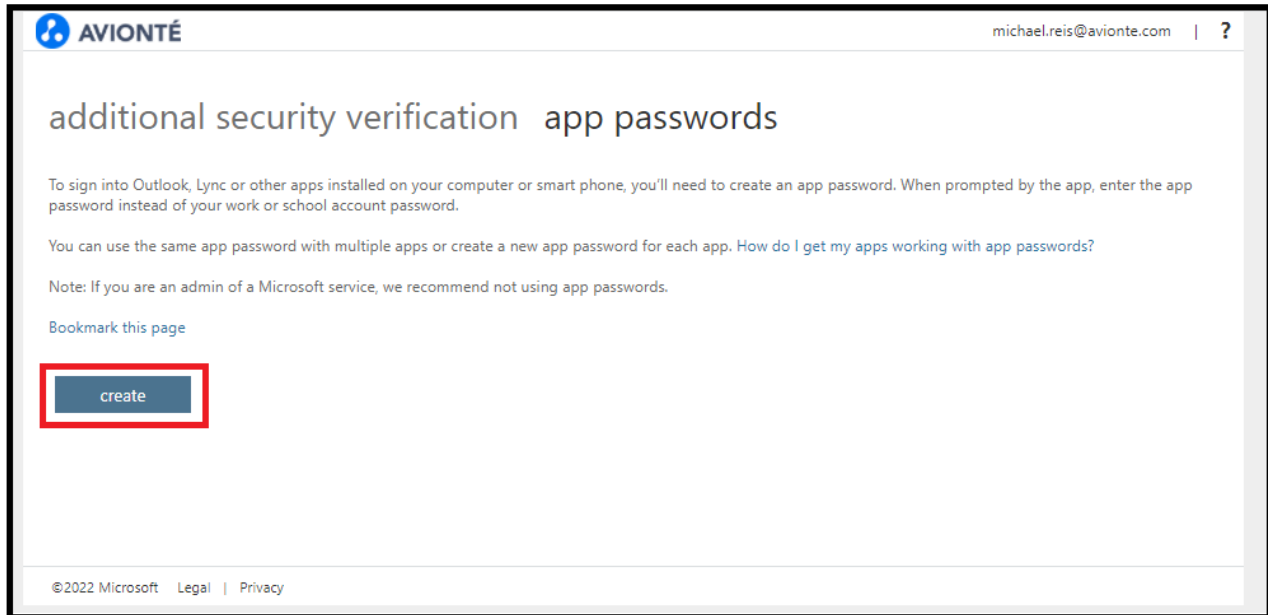 AVIONTÉ
michael.reis@avionte.com | ?
additional security verification app passwords
To sign into Outlook, Lync or other apps installed on your computer or smart phone, you'll need to create an app password. When prompted by the app, enter the app
password instead of your work or school account password.
You can use the same app password with multiple apps or create a new app password for each app. How do I get my apps working with app passwords?
Note: If you are an admin of a Microsoft service, we recommend not using app passwords.
Bookmark this page
create
©2022 Microsoft Legal | Privacy